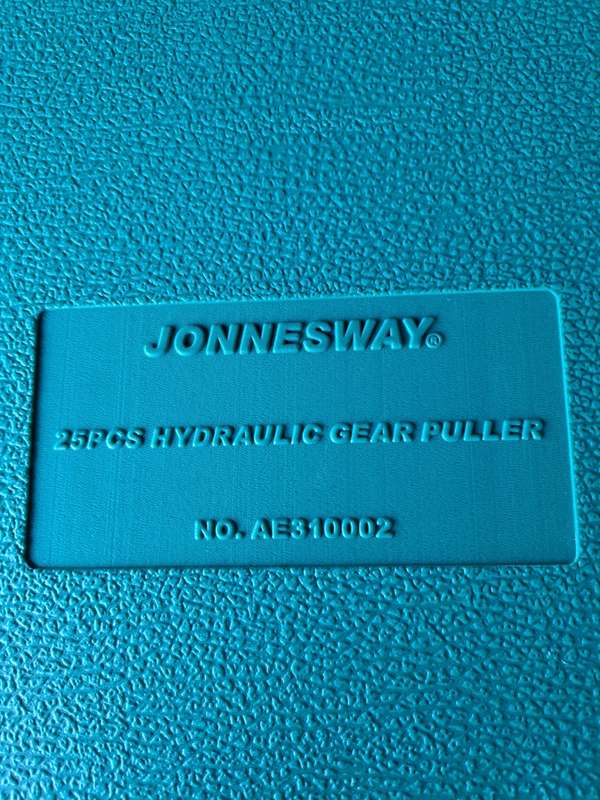 JONNESWAY®
25PCS HYDRAULIC GEAR PULLER
NO. AE310002